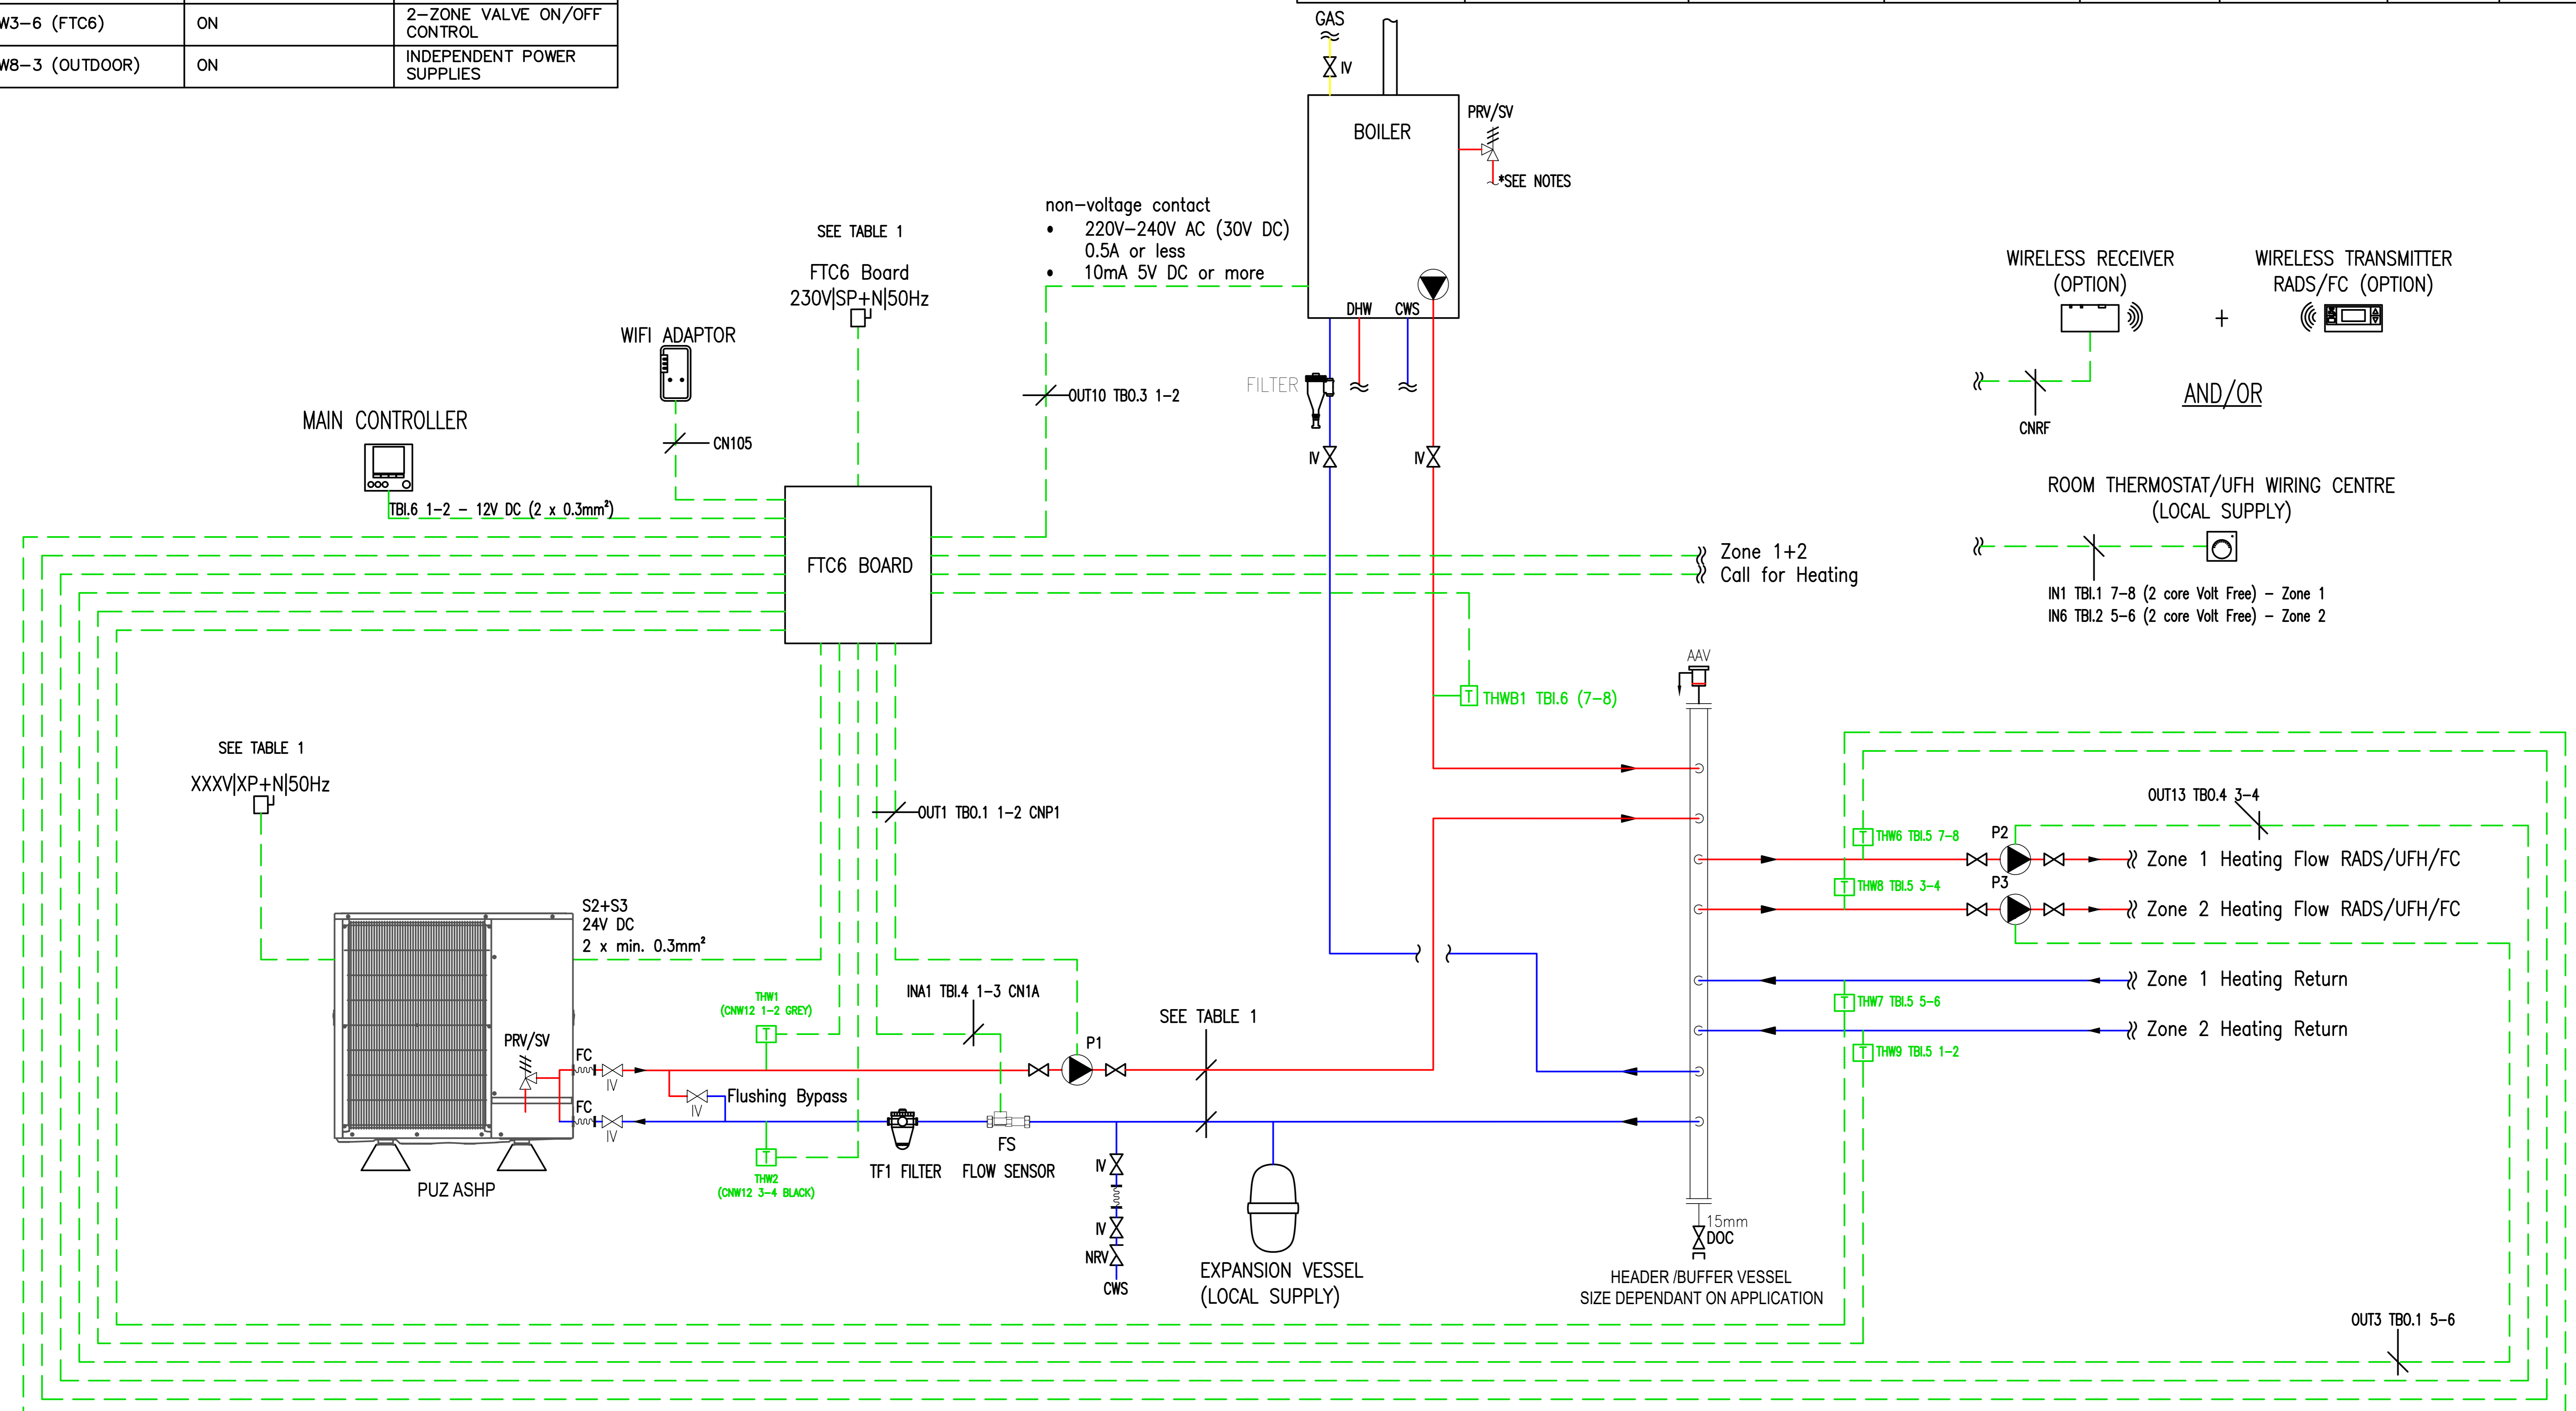 W3-6 (FTC6)
ON
2-ZONE VALVE ON/OFF
CONTROL
W8-3 (OUTDOOR)
ON
INDEPENDENT POWER
SUPPLIES
GAS
IV
BOILER
PRV/SV
*SEE NOTES
non-voltage contact
• 220V-240V AC (30V DC)
0.5A or less
• 10mA 5V DC or more
DHW
CWS
SEE TABLE 1
FTC6 Board
230V|SP+N|50Hz
WIFI ADAPTOR
CN105
MAIN CONTROLLER
TBI.6 1-2 - 12V DC (2 x 0.3mm²)
OUT10 TBO.3 1-2
FILTER
IV
IV
WIRELESS RECEIVER
(OPTION)
+
WIRELESS TRANSMITTER
RADS/FC (OPTION)
CNRF
AND/OR
ROOM THERMOSTAT/UFH WIRING CENTRE
(LOCAL SUPPLY)
IN1 TBI.1 7-8 (2 core Volt Free) - Zone 1
IN6 TBI.2 5-6 (2 core Volt Free) - Zone 2
FTC6 BOARD
Zone 1+2
Call for Heating
T THWB1 TBI.6 (7-8)
AAV
SEE TABLE 1
XXXV|XP+N|50Hz
OUT1 TBO.1 1-2 CNP1
OUT13 TBO.4 3-4
T THW6 TBI.5 7-8
P2
Zone 1 Heating Flow RADS/UFH/FC
T THW8 TBI.5 3-4
P3
Zone 2 Heating Flow RADS/UFH/FC
S2+S3
24V DC
2 x min. 0.3mm²
Zone 1 Heating Return
T THW7 TBI.5 5-6
Zone 2 Heating Return
T THW9 TBI.5 1-2
THW1
(CNW12 1-2 GREY)
T
INA1 TBI.4 1-3 CN1A
SEE TABLE 1
P1
PRV/SV
FC
IV
Flushing Bypass
IV
FC
IV
T
THW2
(CNW12 3-4 BLACK)
TF1 FILTER
FS
FLOW SENSOR
PUZ ASHP
IV
IV
NRV
CWS
EXPANSION VESSEL
(LOCAL SUPPLY)
15mm
DOC
HEADER /BUFFER VESSEL
SIZE DEPENDANT ON APPLICATION
OUT3 TBO.1 5-6